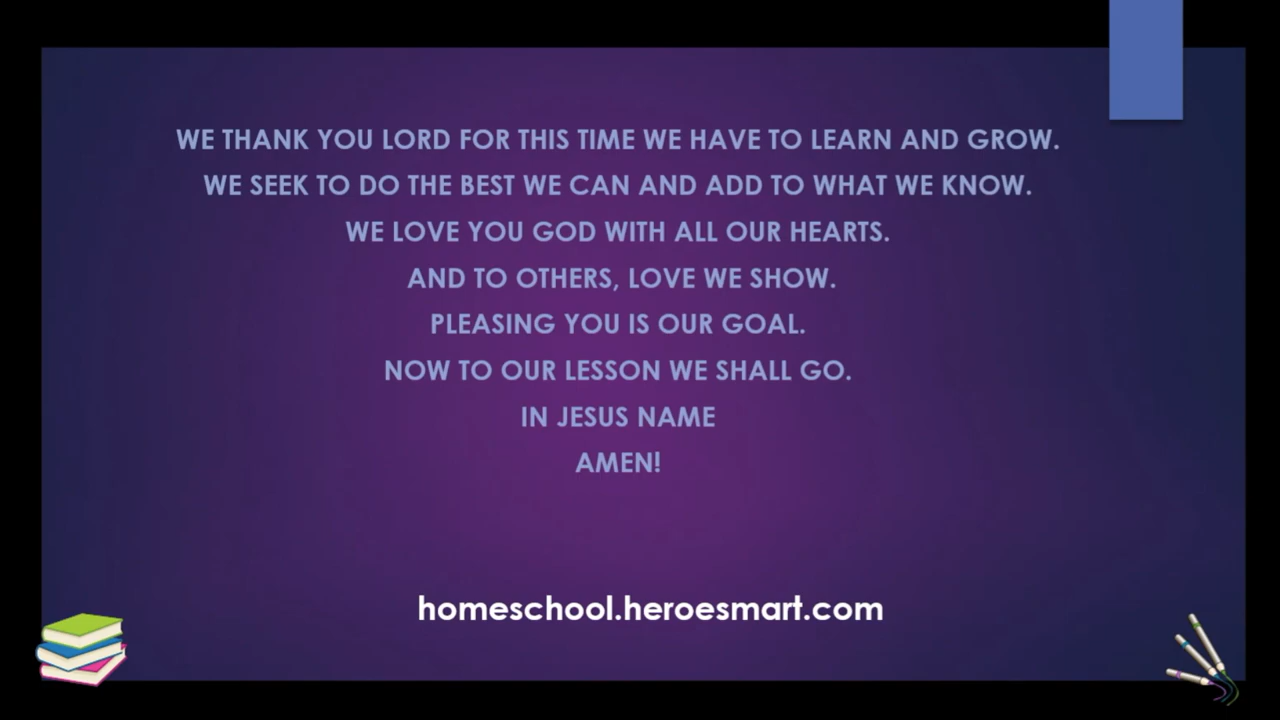 WE THANK YOU LORD FOR THIS TIME WE HAVE TO LEARN AND GROW.
WE SEEK TO DO THE BEST WE CAN AND ADD TO WHAT WE KNOW.
WE LOVE YOU GOD WITH ALL OUR HEARTS.
AND TO OTHERS, LOVE WE SHOW.
PLEASING YOU IS OUR GOAL.
NOW TO OUR LESSON WE SHALL GO.
IN JESUS NAME
AMEN!
homeschool.heroesmart.com